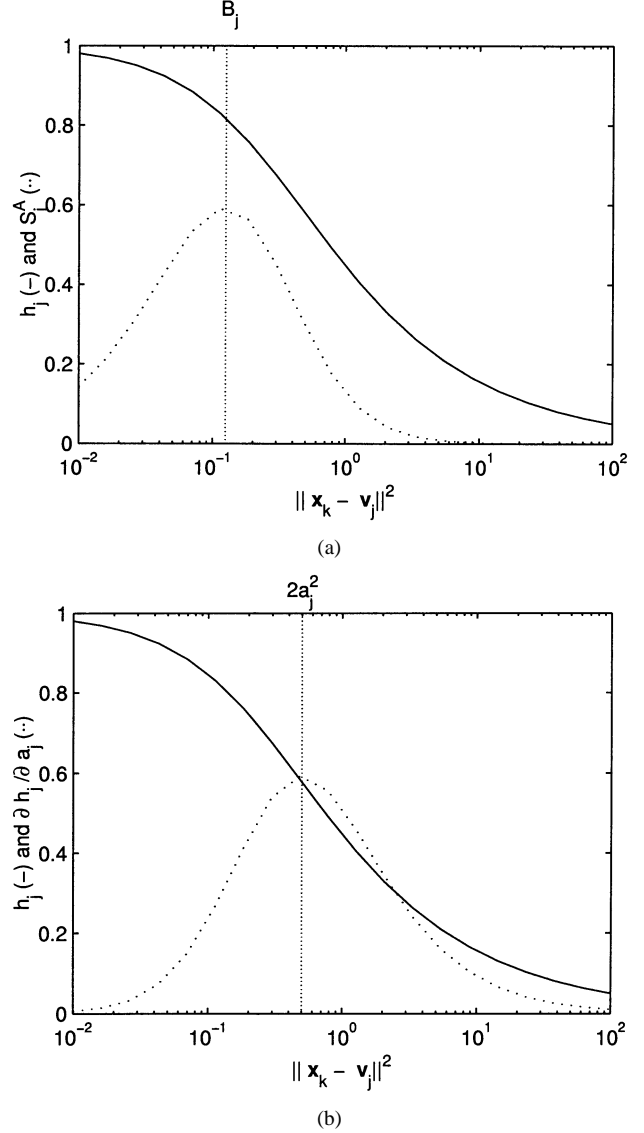 B_j
h_j (−) and S_j^A (··)
1
0.8
0.6
0.4
0.2
0
10^−2 10^−1 10^0 10^1 10^2
|| x_k − v_j||^2
(a)
2a_j^2
h_j (−) and ∂ h_j /∂ a_j (··)
1
0.8
0.6
0.4
0.2
0
10^−2 10^−1 10^0 10^1 10^2
|| x_k − v_j||^2
(b)